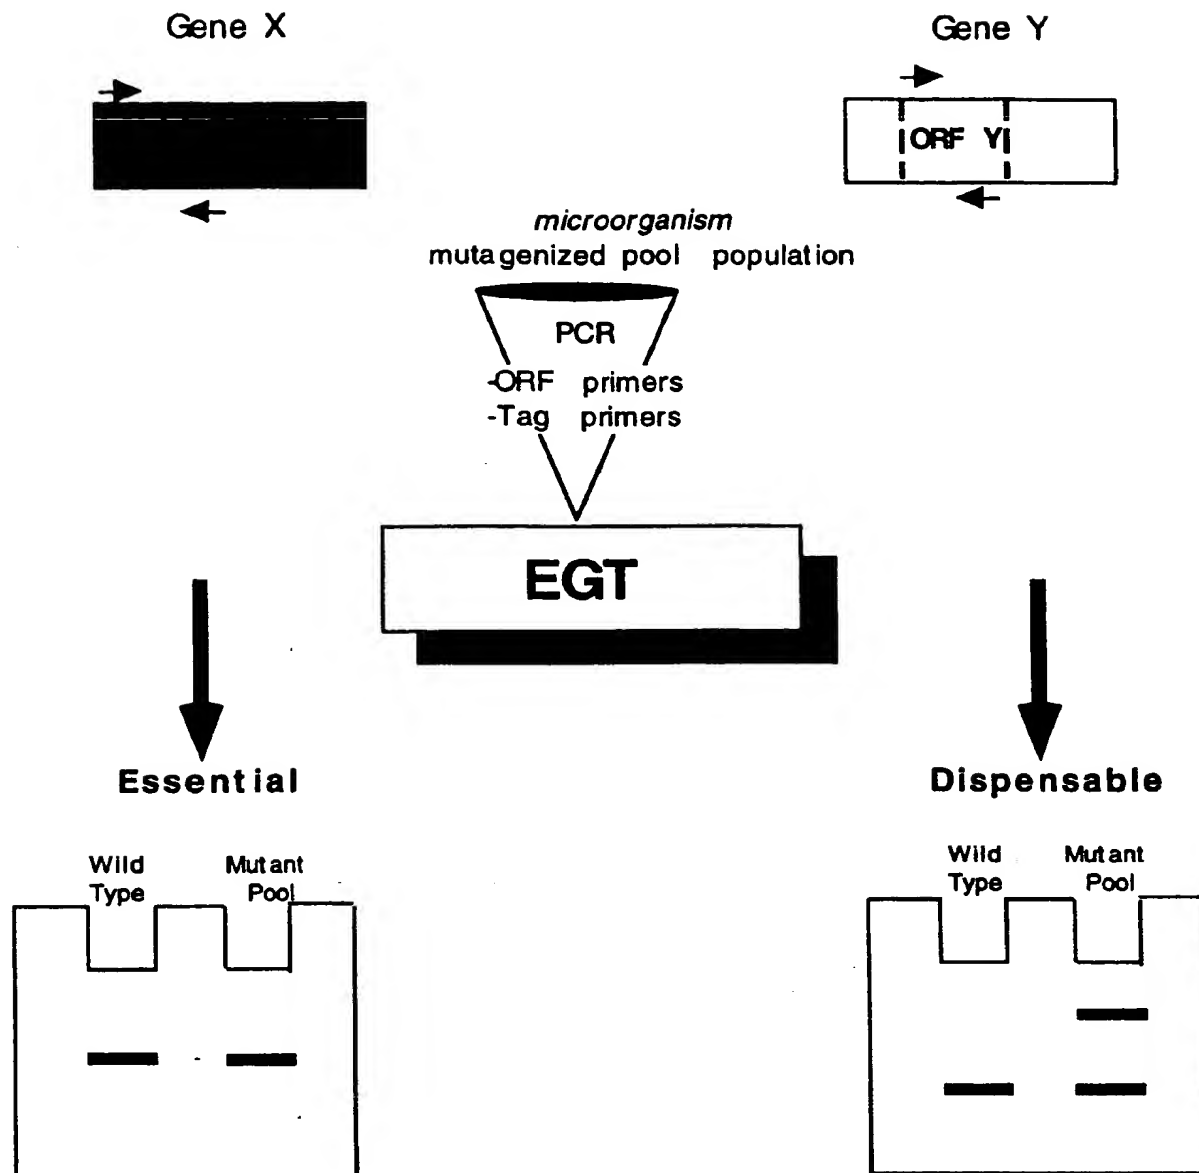 Gene X
Gene Y
ORF Y
microorganism
mutagenized pool population
PCR
-ORF primers
-Tag primers
EGT
Essential
Dispensable
Wild
Type
Mutant
Pool
Wild
Type
Mutant
Pool